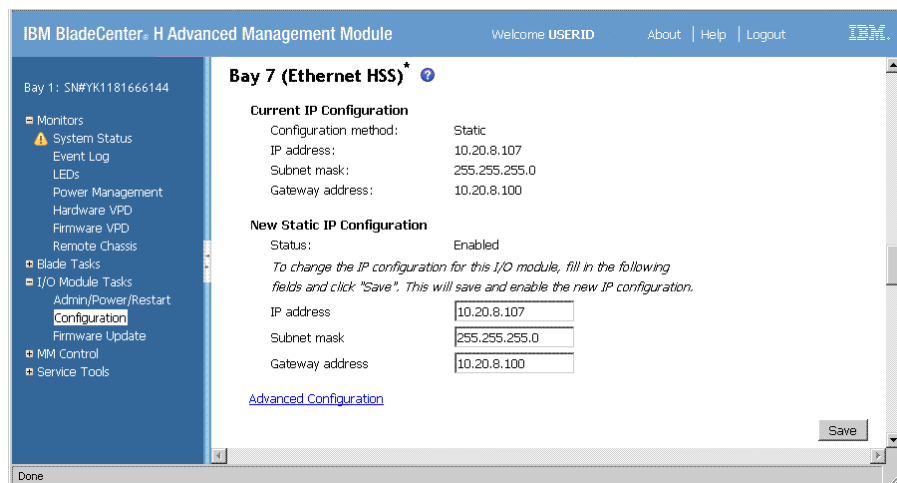 IBM BladeCenter® H Advanced Management Module Welcome USERID About | Help | Logout IBM.
Bay 1: SN#YK1181666144
Monitors
System Status
Event Log
LEDs
Power Management
Hardware VPD
Firmware VPD
Remote Chassis
Blade Tasks
I/O Module Tasks
Admin/Power/Restart
Configuration
Firmware Update
MM Control
Service Tools
Bay 7 (Ethernet HSS)* ?
Current IP Configuration
Configuration method: Static
IP address: 10.20.8.107
Subnet mask: 255.255.255.0
Gateway address: 10.20.8.100
New Static IP Configuration
Status: Enabled
To change the IP configuration for this I/O module, fill in the following
fields and click "Save". This will save and enable the new IP configuration.
IP address 10.20.8.107
Subnet mask 255.255.255.0
Gateway address 10.20.8.100
Advanced Configuration
Save
Done